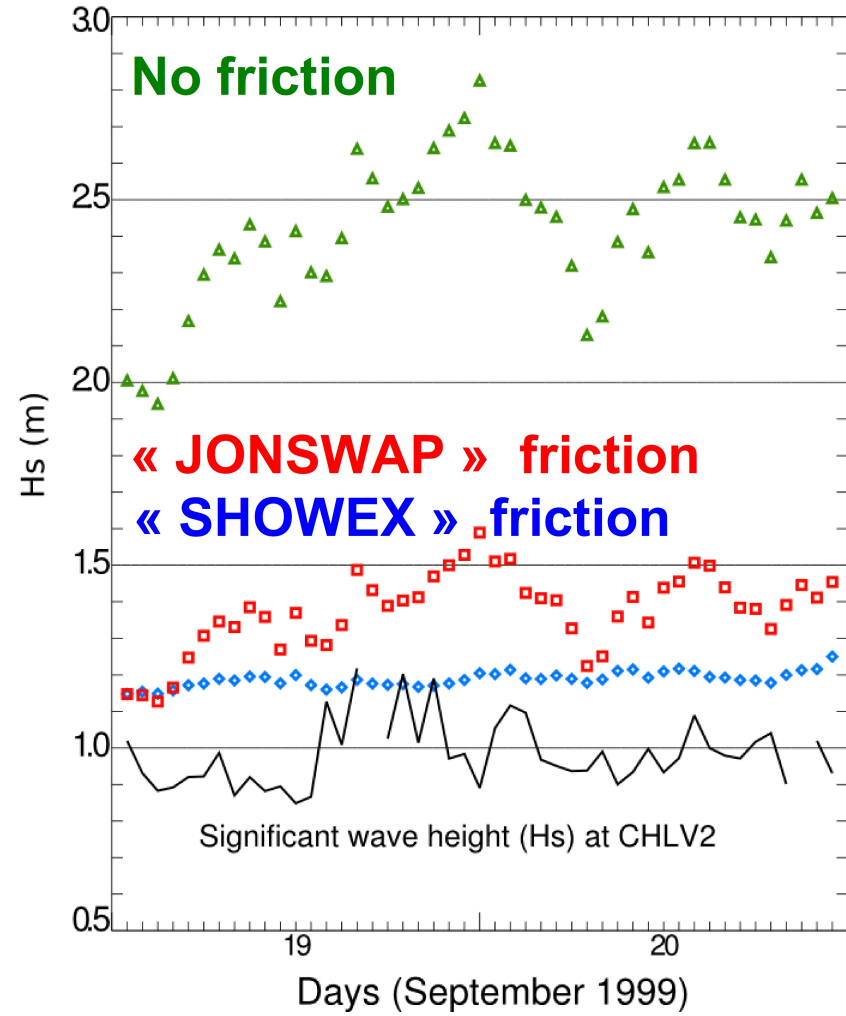 3.0
No friction
25
20
Hs (m)
« JONSWAP » friction
« SHOWEX » friction
1.5
1.0
Significant wave height (Hs) at CHLV2
0.5
19 20
Days (September 1999)